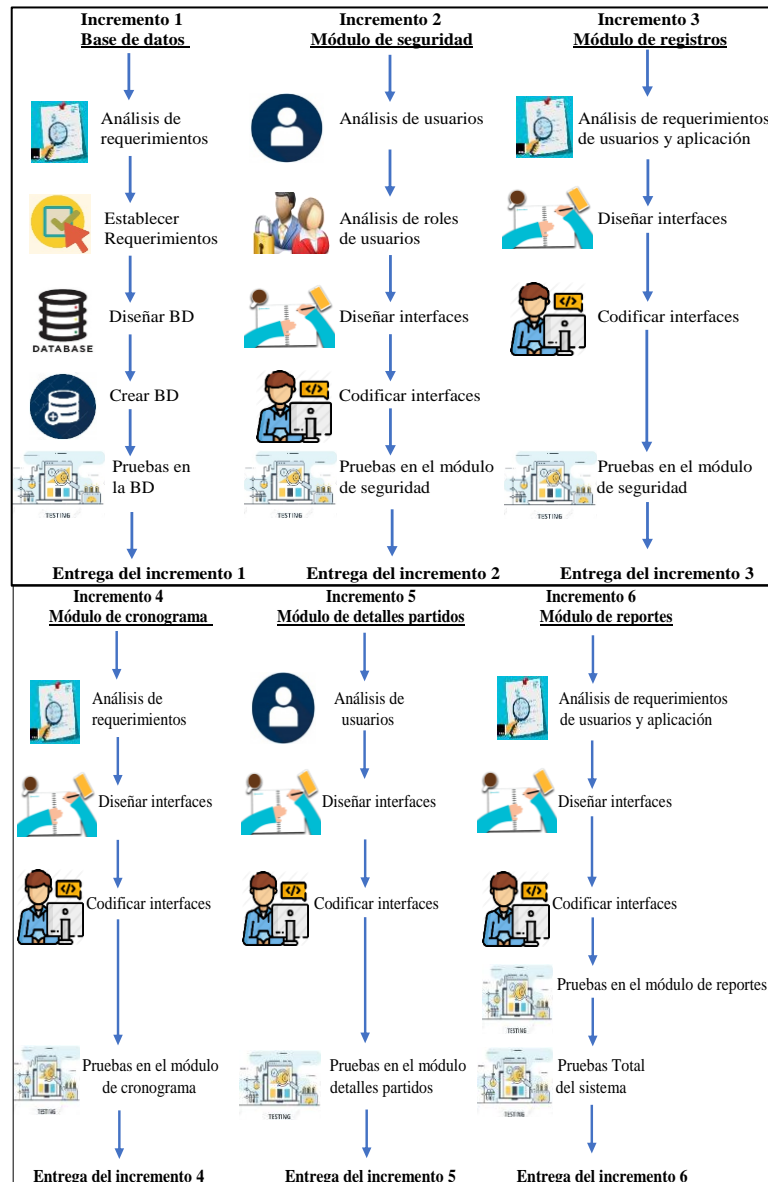 Incremento 1
Base de datos
Análisis de
requerimientos
Establecer
Requerimientos
Diseñar BD
DATABASE
Crear BD
Pruebas en
la BD
TESTING
Entrega del incremento 1
Incremento 2
Módulo de seguridad
Análisis de usuarios
Análisis de roles
de usuarios
Diseñar interfaces
Codificar interfaces
Pruebas en el módulo
de seguridad
TESTING
Entrega del incremento 2
Incremento 3
Módulo de registros
Análisis de requerimientos
de usuarios y aplicación
Diseñar interfaces
Codificar interfaces
Pruebas en el módulo
de seguridad
TESTING
Entrega del incremento 3
Incremento 4
Módulo de cronograma
Análisis de
requerimientos
Diseñar interfaces
Codificar interfaces
Pruebas en el módulo
de cronograma
TESTING
Entrega del incremento 4
Incremento 5
Módulo de detalles partidos
Análisis de
usuarios
Diseñar interfaces
Codificar interfaces
Pruebas en el módulo
detalles partidos
TESTING
Entrega del incremento 5
Incremento 6
Módulo de reportes
Análisis de requerimientos
de usuarios y aplicación
Diseñar interfaces
Codificar interfaces
Pruebas en el módulo de reportes
TESTING
Pruebas Total
del sistema
TESTING
Entrega del incremento 6